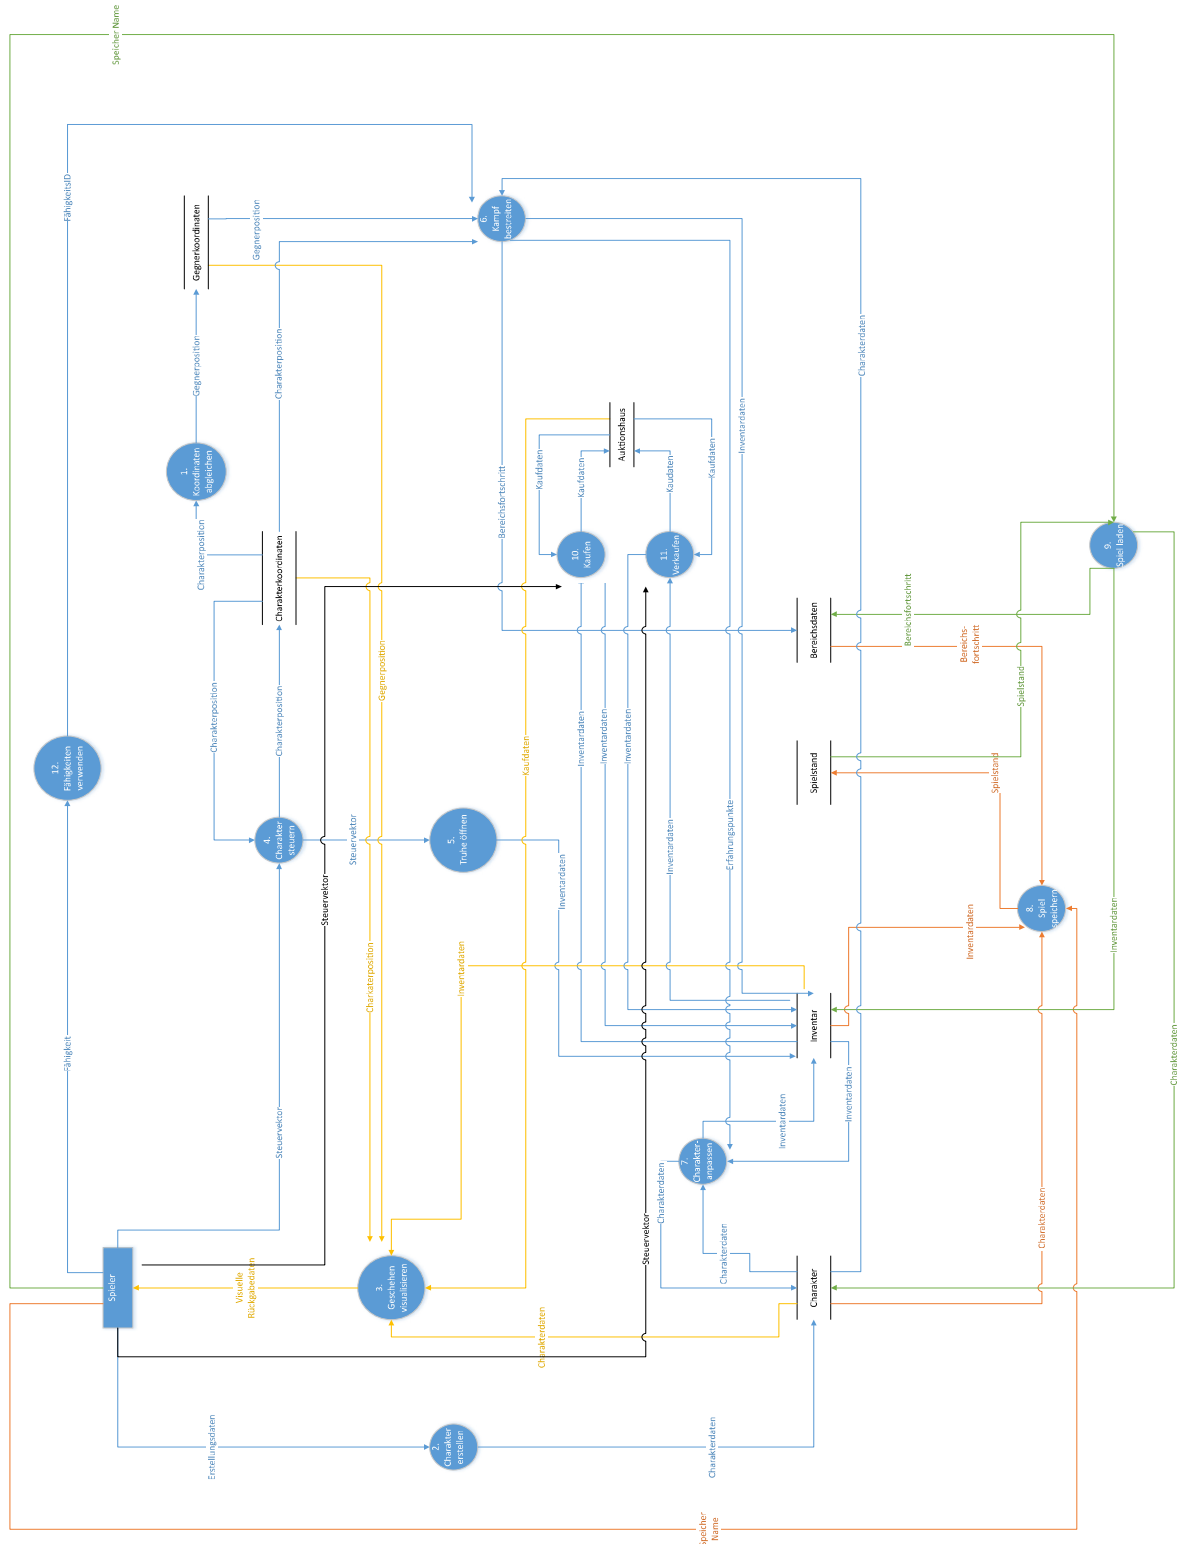 Speicher Name
FähigkeitsID
Gegnerkoordinaten
Gegnerposition
6.
Kampf
bestreiten
Gegnerposition
Charakterposition
Charakterdaten
Inventardaten
Auktionshaus
1.
Koordinaten
abgleichen
Kaufdaten
Kaufdaten
Kaudaten
Kaufdaten
Bereichsfortschritt
Charakterposition
Charakterkoordinaten
10.
Kaufen
11.
Verkaufen
9.
Spiel laden
Bereichsdaten
Bereichsfortschritt
Bereichs-
fortschritt
Gegnerposition
Spielstand
Charakterposition
Charakterposition
Kaufdaten
Inventardaten
Inventardaten
Inventardaten
12.
Fähigkeiten
verwenden
Spielstand
Spielstand
4.
Charakter
steuern
Steuervektor
5.
Truhe öffnen
Inventardaten
Erfahrungspunkte
Inventardaten
Steuervektor
8.
Spiel
speichern
Inventardaten
Inventardaten
Charkaterposition
Inventardaten
Inventar
Fähigkeit
Charakterdaten
Inventardaten
Inventardaten
Steuervektor
7.
Charakter-
anpassen
Charakterdaten
Charakterdaten
Steuervektor
Charakterdaten
Spieler
Visuelle
Rückgabedaten
3.
Geschehen
visualisieren
Charakter
Charakterdaten
Erstellungsdaten
2.
Charakter
erstellen
Charakterdaten
Speicher
Name